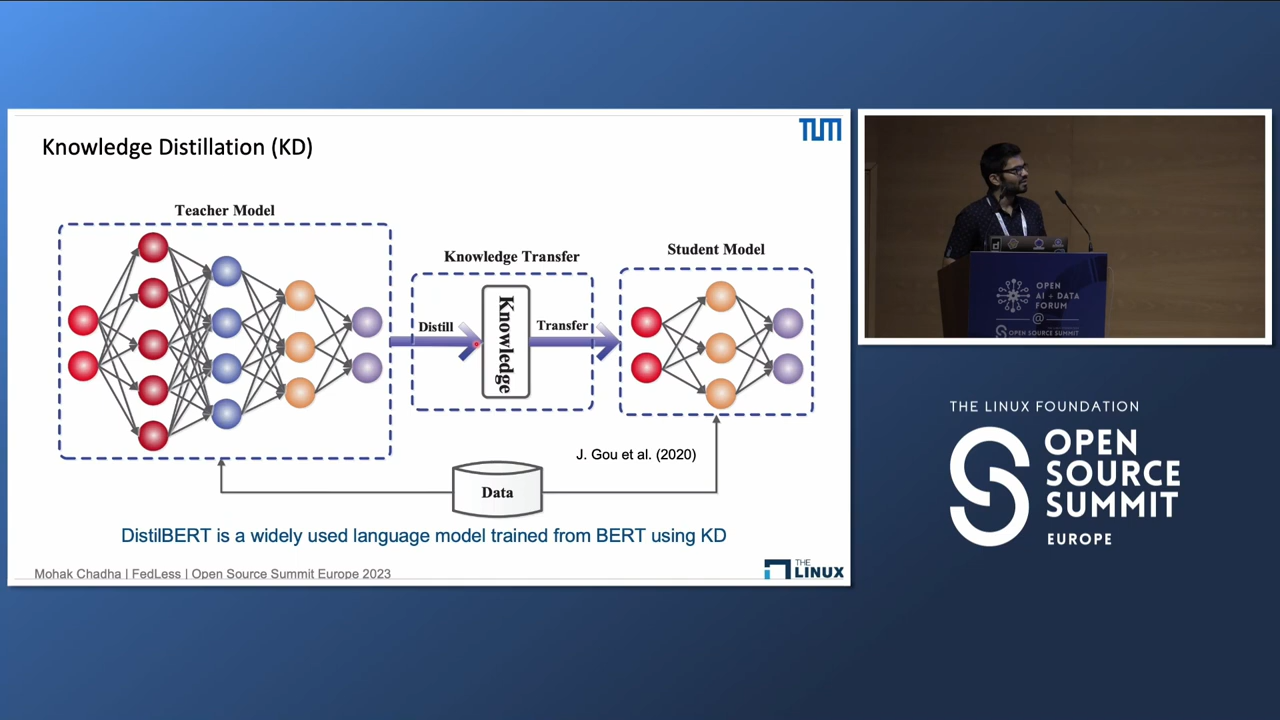 TUM
Knowledge Distillation (KD)
Teacher Model
Knowledge Transfer
Student Model
Distill
Knowledge
Transfer
J. Gou et al. (2020)
Data
DistilBERT is a widely used language model trained from BERT using KD
Mohak Chadha | FedLess | Open Source Summit Europe 2023
THE
LINUX
OPEN
AI + DATA
FORUM
@
OPEN SOURCE SUMMIT
THE LINUX FOUNDATION
OPEN
SOURCE
SUMMIT
EUROPE